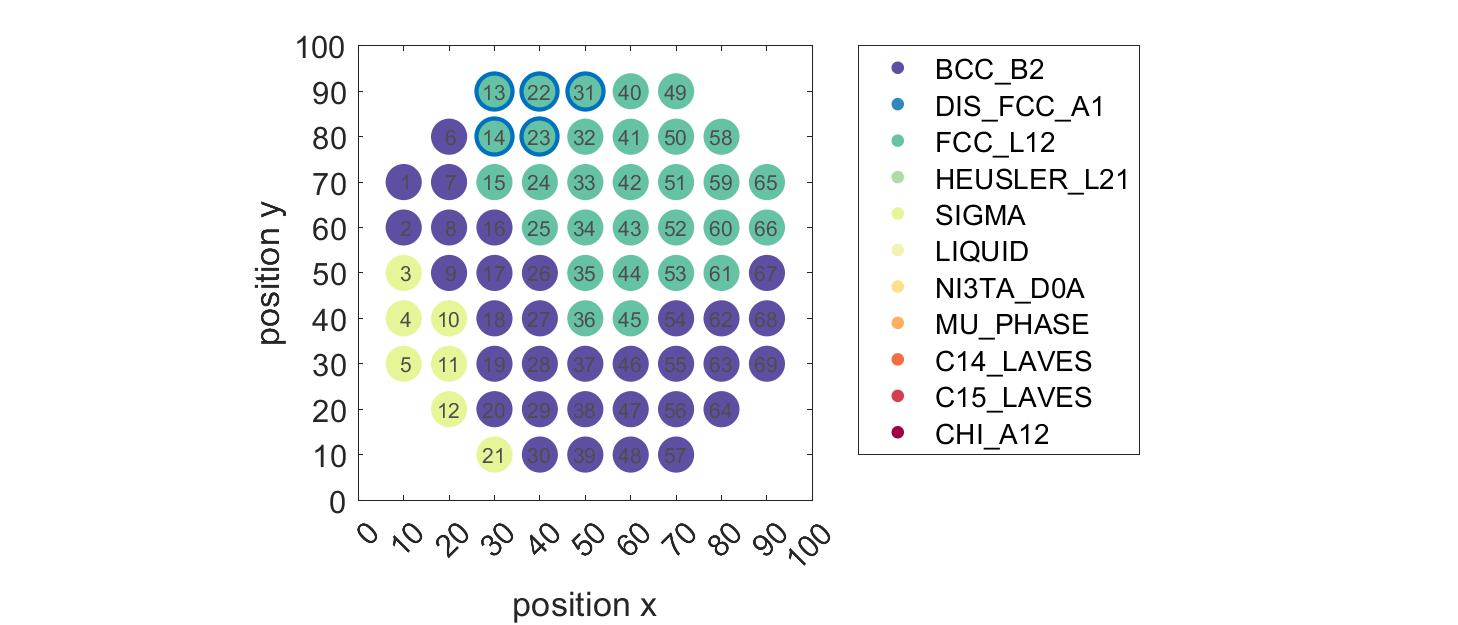 100
90 13 22 31 40 49
80 6 14 23 32 41 50 58
70 1 7 15 24 33 42 51 59 65
60 2 8 16 25 34 43 52 60 66
50 3 9 17 26 35 44 53 61 67
40 4 10 18 27 36 45 54 62 68
30 5 11 19 28 37 46 55 63 69
20 12 20 29 38 47 56 64
10 21 30 39 48 57
0
position y
0 10 20 30 40 50 60 70 80 90 100
position x
BCC_B2
DIS_FCC_A1
FCC_L12
HEUSLER_L21
SIGMA
LIQUID
NI3TA_D0A
MU_PHASE
C14_LAVES
C15_LAVES
CHI_A12